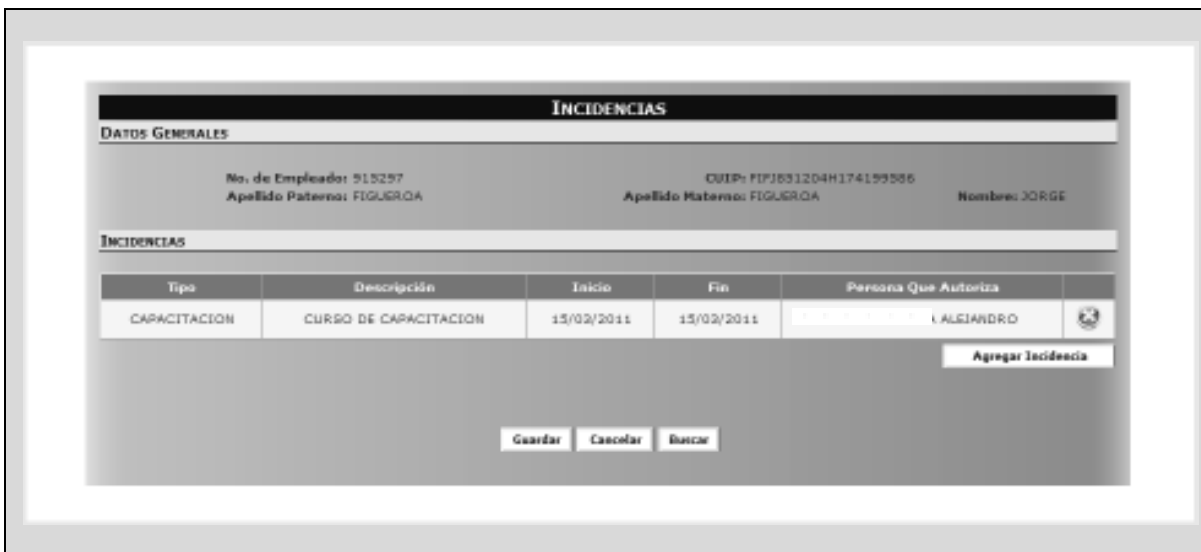 INCIDENCIAS
DATOS GENERALES
No. de Empleado: 915297 CUIP: FIFJ831204H174199586
Apellido Paterno: FIGUEROA Apellido Materno: FIGUEROA Nombre: JORGE
INCIDENCIAS
Tipo Descripción Inicio Fin Persona Que Autoriza
CAPACITACION CURSO DE CAPACITACION 15/03/2011 15/03/2011 ALEJANDRO
Agregar Incidencia
Guardar Cancelar Buscar